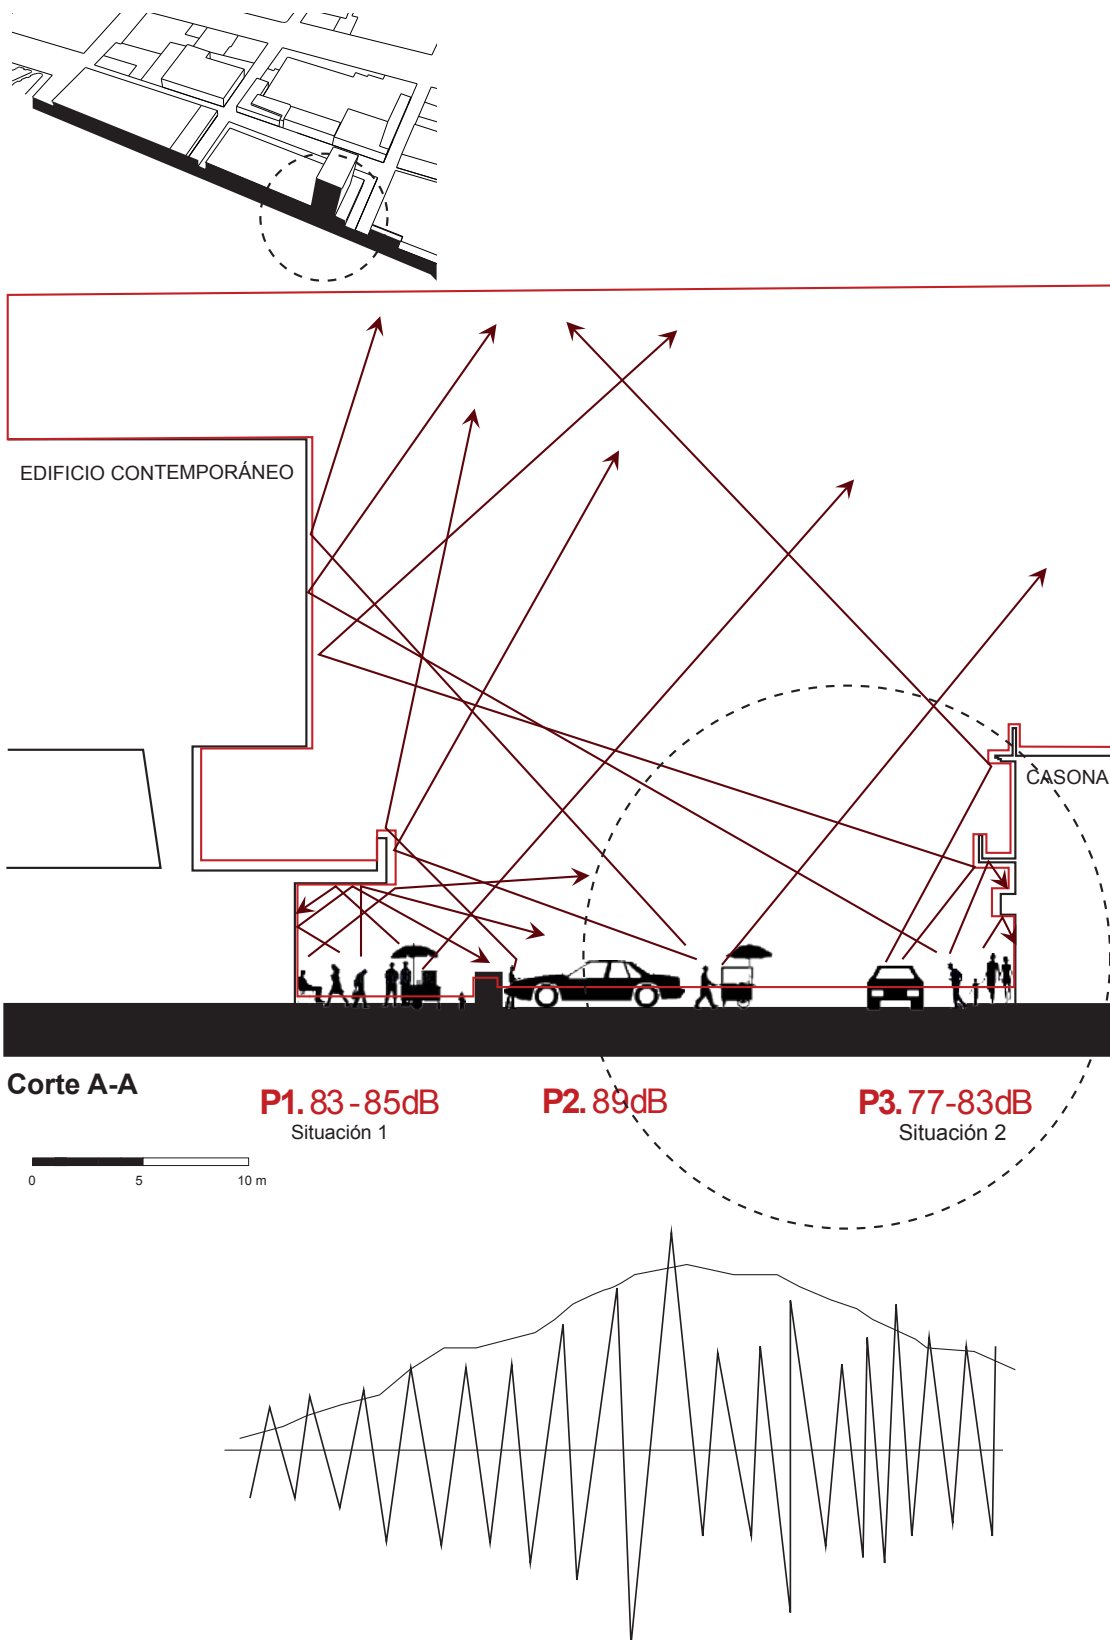 EDIFICIO CONTEMPORÁNEO
CASONA
Corte A-A
P1. 83 - 85dB
Situación 1
P2. 89dB
P3. 77-83dB
Situación 2
0 5 10 m